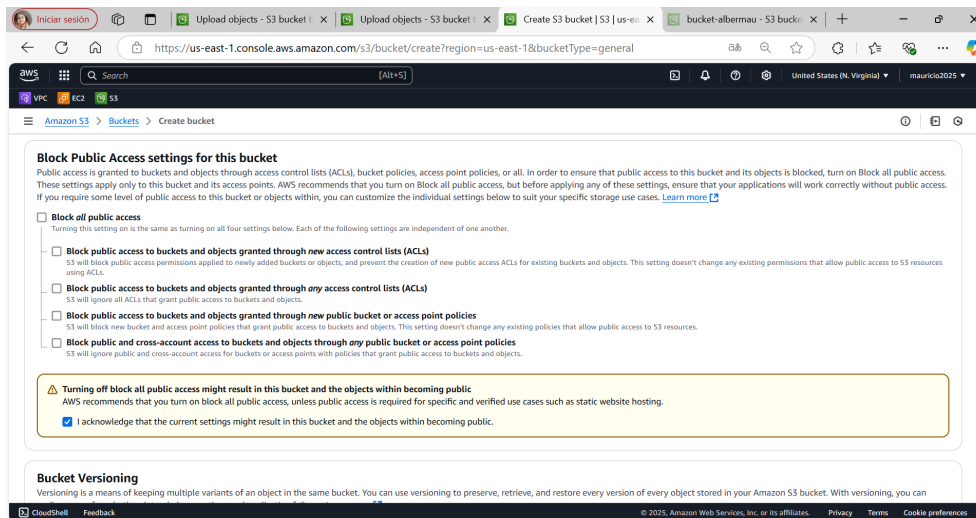 Iniciar sesión
Upload objects - S3 bucket b
Upload objects - S3 bucket
Create S3 bucket | S3 | us-ea
bucket-albermau - S3 bucke
https://us-east-1.console.aws.amazon.com/s3/bucket/create?region=us-east-1&bucketType=general
aws
Search
[Alt+S]
United States (N. Virginia)
mauricio2025
VPC
EC2
S3
Amazon S3 > Buckets > Create bucket
Block Public Access settings for this bucket
Public access is granted to buckets and objects through access control lists (ACLs), bucket policies, access point policies, or all. In order to ensure that public access to this bucket and its objects is blocked, turn on Block all public access.
These settings apply only to this bucket and its access points. AWS recommends that you turn on Block all public access, but before applying any of these settings, ensure that your applications will work correctly without public access.
If you require some level of public access to this bucket or objects within, you can customize the individual settings below to suit your specific storage use cases. Learn more
Block all public access
Turning this setting on is the same as turning on all four settings below. Each of the following settings are independent of one another.
Block public access to buckets and objects granted through new access control lists (ACLs)
S3 will block public access permissions applied to newly added buckets or objects, and prevent the creation of new public access ACLs for existing buckets and objects. This setting doesn't change any existing permissions that allow public access to S3 resources
using ACLs.
Block public access to buckets and objects granted through any access control lists (ACLs)
S3 will ignore all ACLs that grant public access to buckets and objects.
Block public access to buckets and objects granted through new public bucket or access point policies
S3 will block new bucket and access point policies that grant public access to buckets and objects. This setting doesn't change any existing policies that allow public access to S3 resources.
Block public and cross-account access to buckets and objects through any public bucket or access point policies
S3 will ignore public and cross-account access for buckets or access points with policies that grant public access to buckets and objects.
Turning off block all public access might result in this bucket and the objects within becoming public
AWS recommends that you turn on block all public access, unless public access is required for specific and verified use cases such as static website hosting.
I acknowledge that the current settings might result in this bucket and the objects within becoming public.
Bucket Versioning
Versioning is a means of keeping multiple variants of an object in the same bucket. You can use versioning to preserve, retrieve, and restore every version of every object stored in your Amazon S3 bucket. With versioning, you can
CloudShell
Feedback
© 2025, Amazon Web Services, Inc. or its affiliates.
Privacy
Terms
Cookie preferences